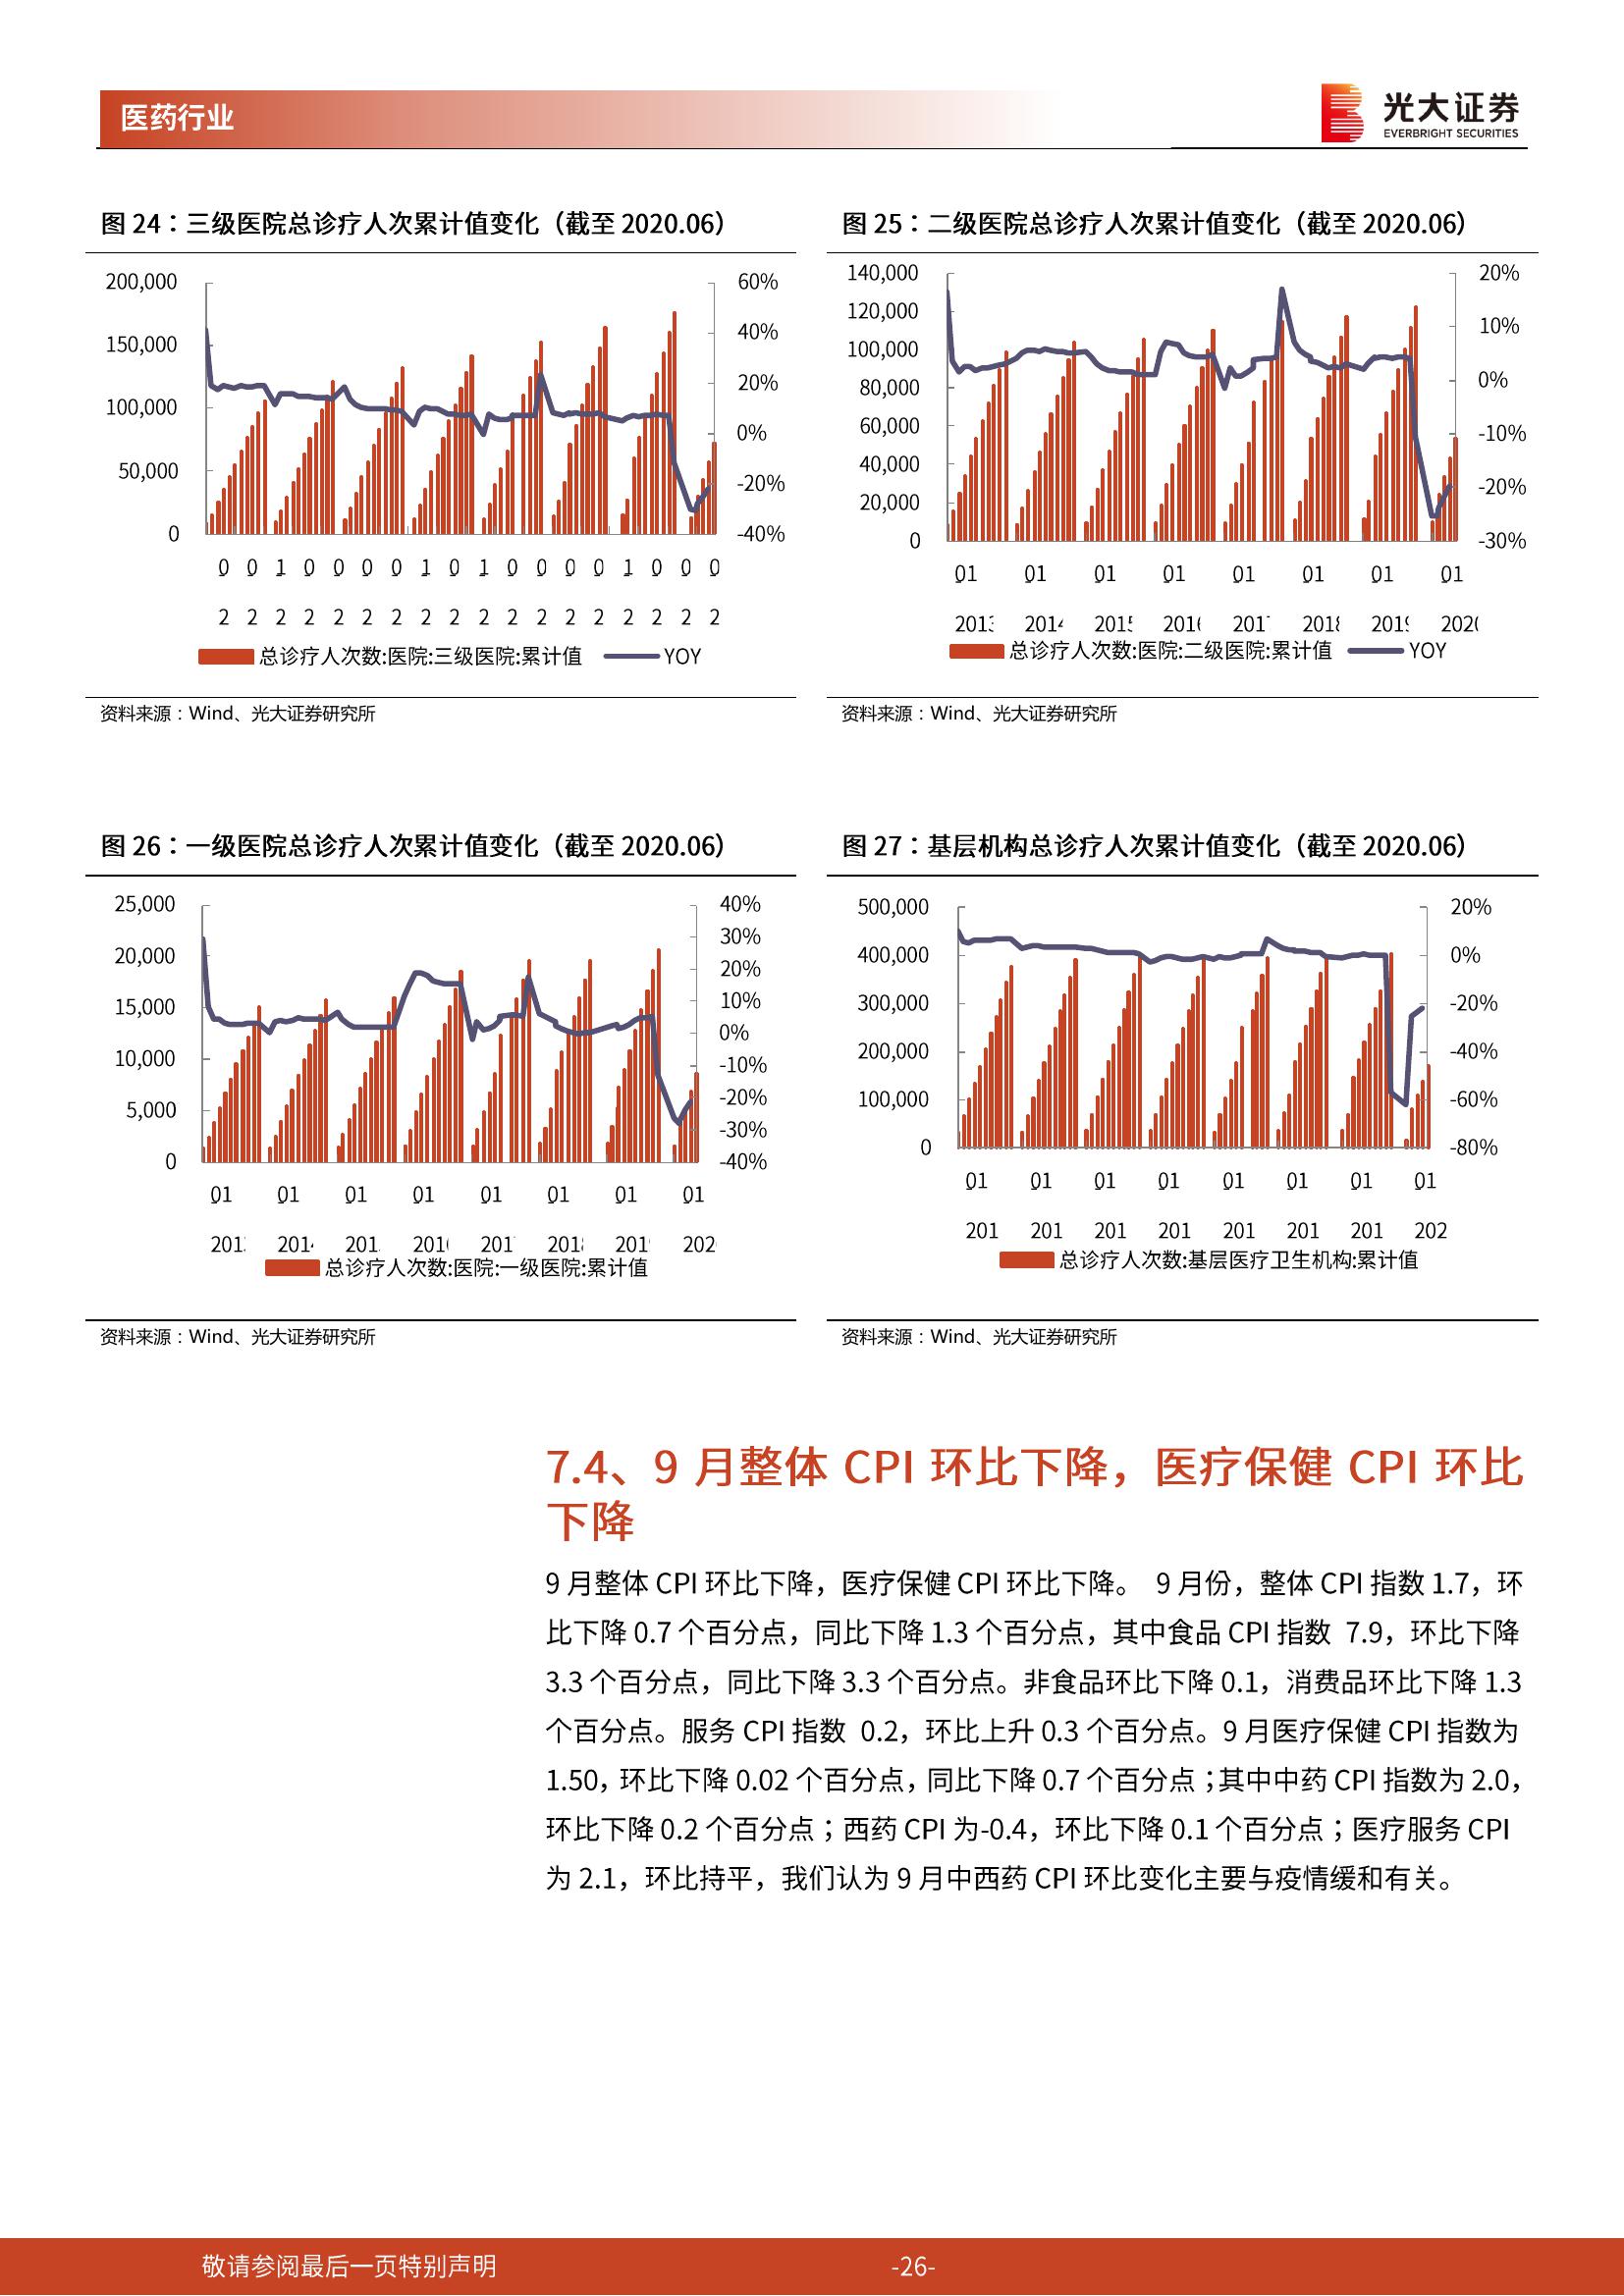 医药行业
光大证券
EVERBRIGHT SECURITIES
图 24：三级医院总诊疗人次累计值变化（截至 2020.06）
200,000
150,000
100,000
50,000
0
60%
40%
20%
0%
-20%
-40%
0 0 1 0 0 0 0 1 0 1 0 0 0 0 1 0 0 0
2 2 2 2 2 2 2 2 2 2 2 2 2 2 2 2 2 2
总诊疗人次数:医院:三级医院:累计值 YOY
资料来源：Wind、光大证券研究所
图 25：二级医院总诊疗人次累计值变化（截至 2020.06）
140,000
120,000
100,000
80,000
60,000
40,000
20,000
0
20%
10%
0%
-10%
-20%
-30%
01 01 01 01 01 01 01 01
2013 2014 2015 2016 2017 2018 2019 2020
总诊疗人次数:医院:二级医院:累计值 YOY
资料来源：Wind、光大证券研究所
图 26：一级医院总诊疗人次累计值变化（截至 2020.06）
25,000
20,000
15,000
10,000
5,000
0
40%
30%
20%
10%
0%
-10%
-20%
-30%
-40%
01 01 01 01 01 01 01 01
201 2014 201 2016 201 2018 2019 202
总诊疗人次数:医院:一级医院:累计值
资料来源：Wind、光大证券研究所
图 27：基层机构总诊疗人次累计值变化（截至 2020.06）
500,000
400,000
300,000
200,000
100,000
0
20%
0%
-20%
-40%
-60%
-80%
01 01 01 01 01 01 01 01
201 201 201 201 201 201 201 202
总诊疗人次数:基层医疗卫生机构:累计值
资料来源：Wind、光大证券研究所
7.4、9 月整体 CPI 环比下降，医疗保健 CPI 环比
下降
9 月整体 CPI 环比下降，医疗保健 CPI 环比下降。 9 月份，整体 CPI 指数 1.7，环
比下降 0.7 个百分点，同比下降 1.3 个百分点，其中食品 CPI 指数 7.9，环比下降
3.3 个百分点，同比下降 3.3 个百分点。非食品环比下降 0.1，消费品环比下降 1.3
个百分点。服务 CPI 指数 0.2，环比上升 0.3 个百分点。9 月医疗保健 CPI 指数为
1.50，环比下降 0.02 个百分点，同比下降 0.7 个百分点；其中中药 CPI 指数为 2.0，
环比下降 0.2 个百分点；西药 CPI 为-0.4，环比下降 0.1 个百分点；医疗服务 CPI
为 2.1，环比持平，我们认为 9 月中西药 CPI 环比变化主要与疫情缓和有关。
敬请参阅最后一页特别声明
-26-